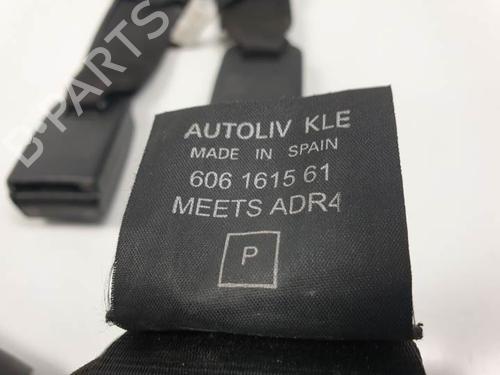 AUTOLIV KLE
MADE IN SPAIN
606 1615 61
MEETS ADR4
P
B-PARTS